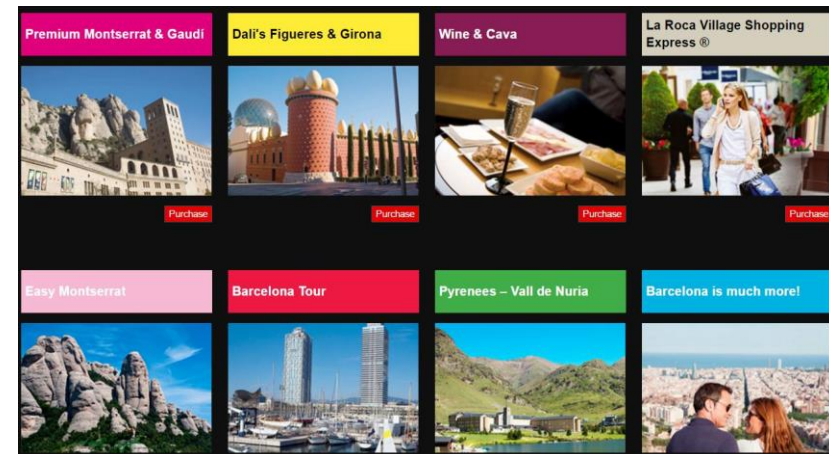 Premium Montserrat & Gaudí
Dalí's Figueres & Girona
Wine & Cava
La Roca Village Shopping
Express ®
Purchase
Purchase
Purchase
Purchase
Easy Montserrat
Barcelona Tour
Pyrenees – Vall de Nuria
Barcelona is much more!